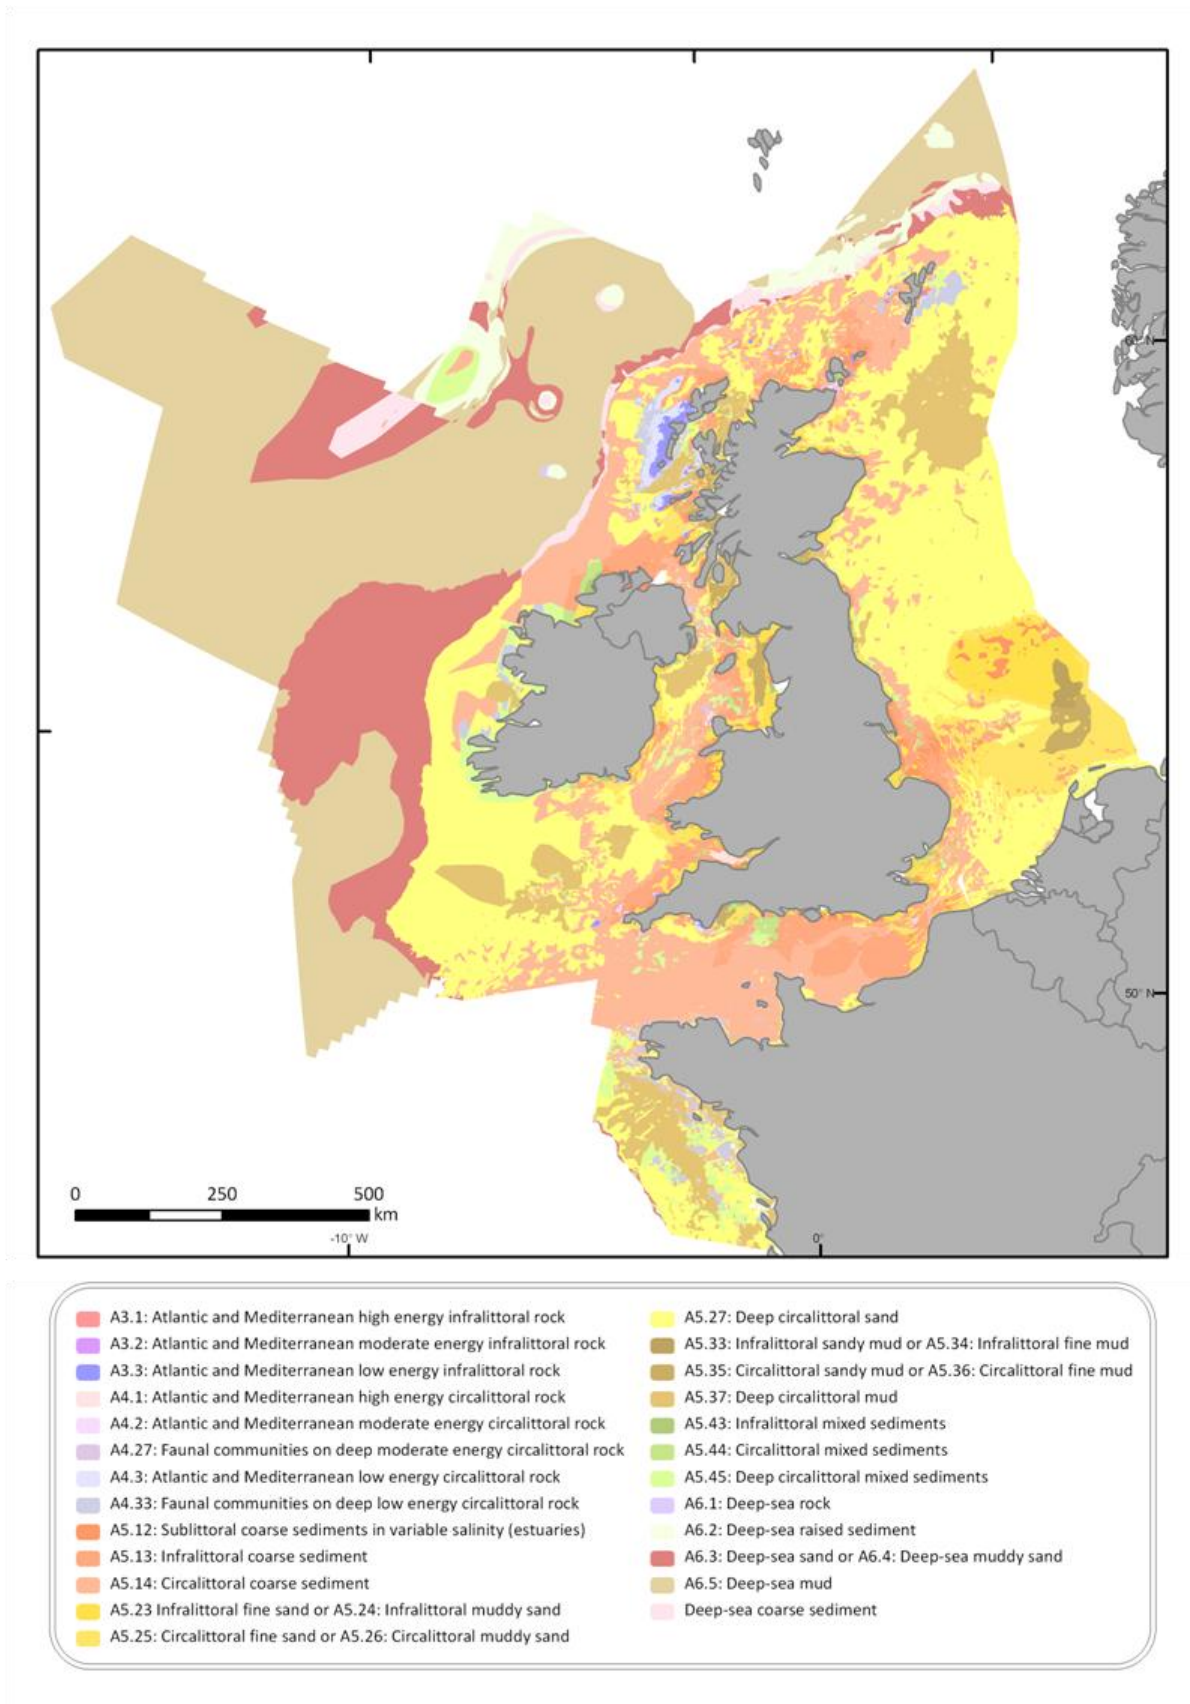 60° N
50° N
0 250 500
km
-10° W 0°
A3.1: Atlantic and Mediterranean high energy infralittoral rock
A3.2: Atlantic and Mediterranean moderate energy infralittoral rock
A3.3: Atlantic and Mediterranean low energy infralittoral rock
A4.1: Atlantic and Mediterranean high energy circalittoral rock
A4.2: Atlantic and Mediterranean moderate energy circalittoral rock
A4.27: Faunal communities on deep moderate energy circalittoral rock
A4.3: Atlantic and Mediterranean low energy circalittoral rock
A4.33: Faunal communities on deep low energy circalittoral rock
A5.12: Sublittoral coarse sediments in variable salinity (estuaries)
A5.13: Infralittoral coarse sediment
A5.14: Circalittoral coarse sediment
A5.23 Infralittoral fine sand or A5.24: Infralittoral muddy sand
A5.25: Circalittoral fine sand or A5.26: Circalittoral muddy sand
A5.27: Deep circalittoral sand
A5.33: Infralittoral sandy mud or A5.34: Infralittoral fine mud
A5.35: Circalittoral sandy mud or A5.36: Circalittoral fine mud
A5.37: Deep circalittoral mud
A5.43: Infralittoral mixed sediments
A5.44: Circalittoral mixed sediments
A5.45: Deep circalittoral mixed sediments
A6.1: Deep-sea rock
A6.2: Deep-sea raised sediment
A6.3: Deep-sea sand or A6.4: Deep-sea muddy sand
A6.5: Deep-sea mud
Deep-sea coarse sediment